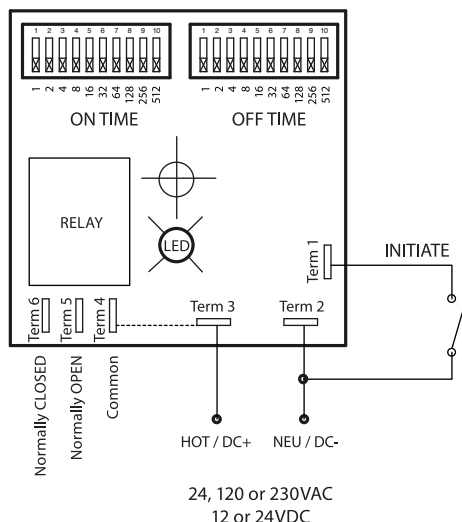 1 2 3 4 5 6 7 8 9 10
1 2 3 4 5 6 7 8 9 10
1 2 4 8 16 32 64 128 256 512
1 2 4 8 16 32 64 128 256 512
ON TIME
OFF TIME
RELAY
LED
Term 1
INITIATE
Term 6
Term 5
Term 4
Term 3
Term 2
Normally CLOSED
Normally OPEN
Common
HOT / DC+
NEU / DC-
24, 120 or 230VAC
12 or 24VDC